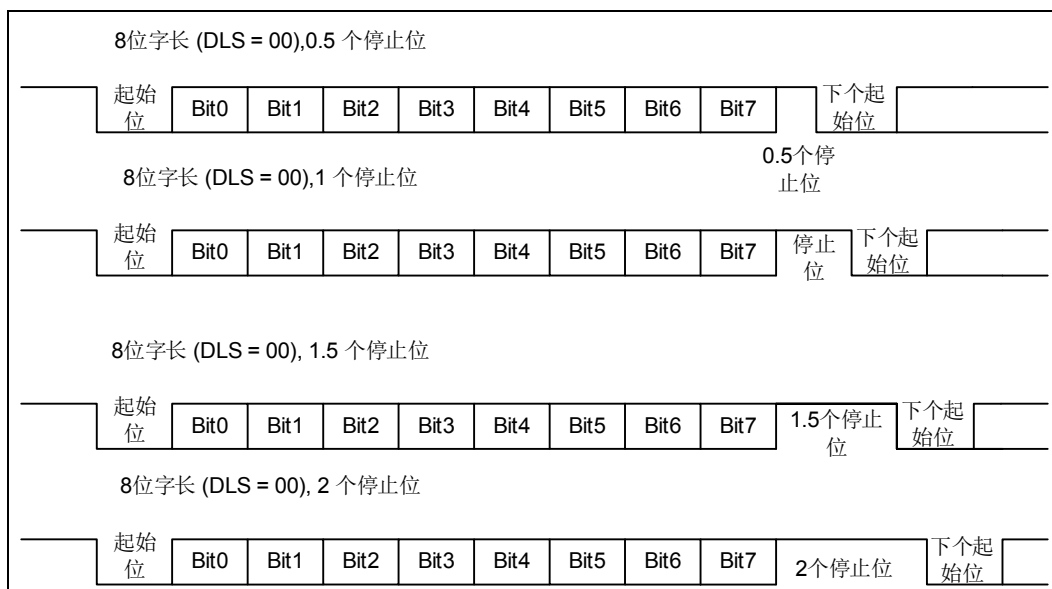 8位字长 (DLS = 00),0.5 个停止位
起始
位
Bit0 Bit1 Bit2 Bit3 Bit4 Bit5 Bit6 Bit7
下个起
始位
0.5个停
止位
8位字长 (DLS = 00),1 个停止位
起始
位
Bit0 Bit1 Bit2 Bit3 Bit4 Bit5 Bit6 Bit7
停止
位
下个起
始位
8位字长 (DLS = 00), 1.5 个停止位
起始
位
Bit0 Bit1 Bit2 Bit3 Bit4 Bit5 Bit6 Bit7
1.5个停止
位
下个起
始位
8位字长 (DLS = 00), 2 个停止位
起始
位
Bit0 Bit1 Bit2 Bit3 Bit4 Bit5 Bit6 Bit7
2个停止位
下个起
始位